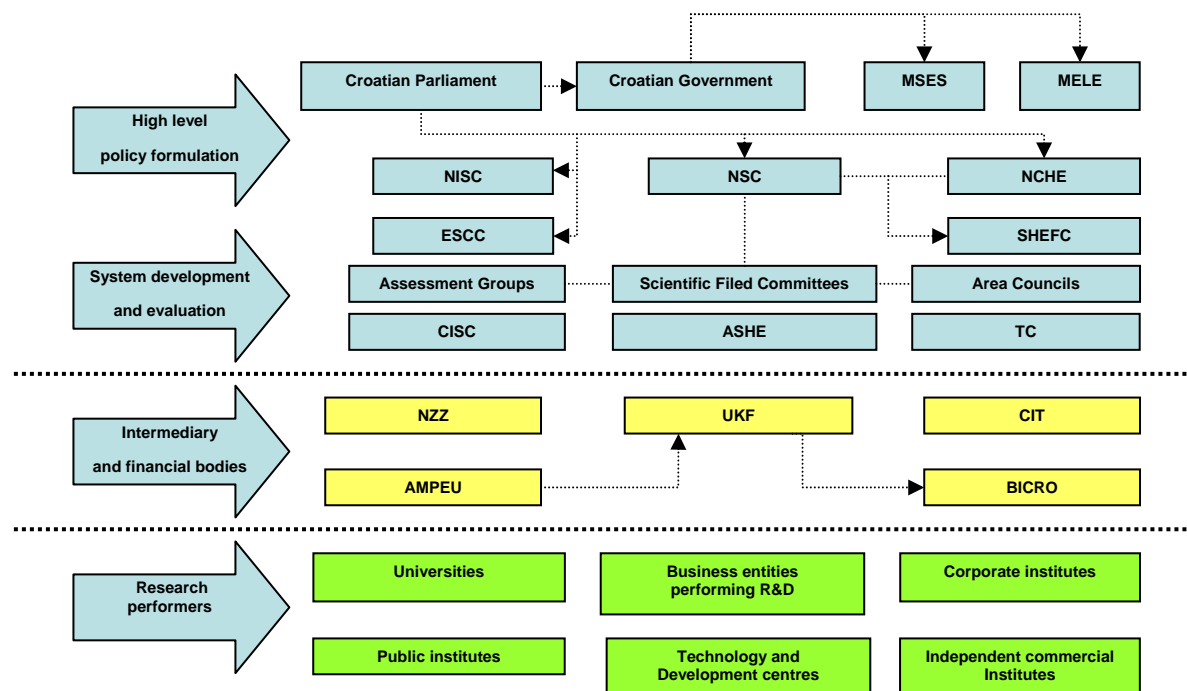 Croatian Parliament
Croatian Government
MSES
MELE
High level
policy formulation
NISC
NSC
NCHE
ESCC
SHEFC
System development
and evaluation
Assessment Groups
Scientific Filed Committees
Area Councils
CISC
ASHE
TC
Intermediary
and financial bodies
NZZ
UKF
CIT
AMPEU
BICRO
Research
performers
Universities
Business entities
performing R&D
Corporate institutes
Public institutes
Technology and
Development centres
Independent commercial
Institutes